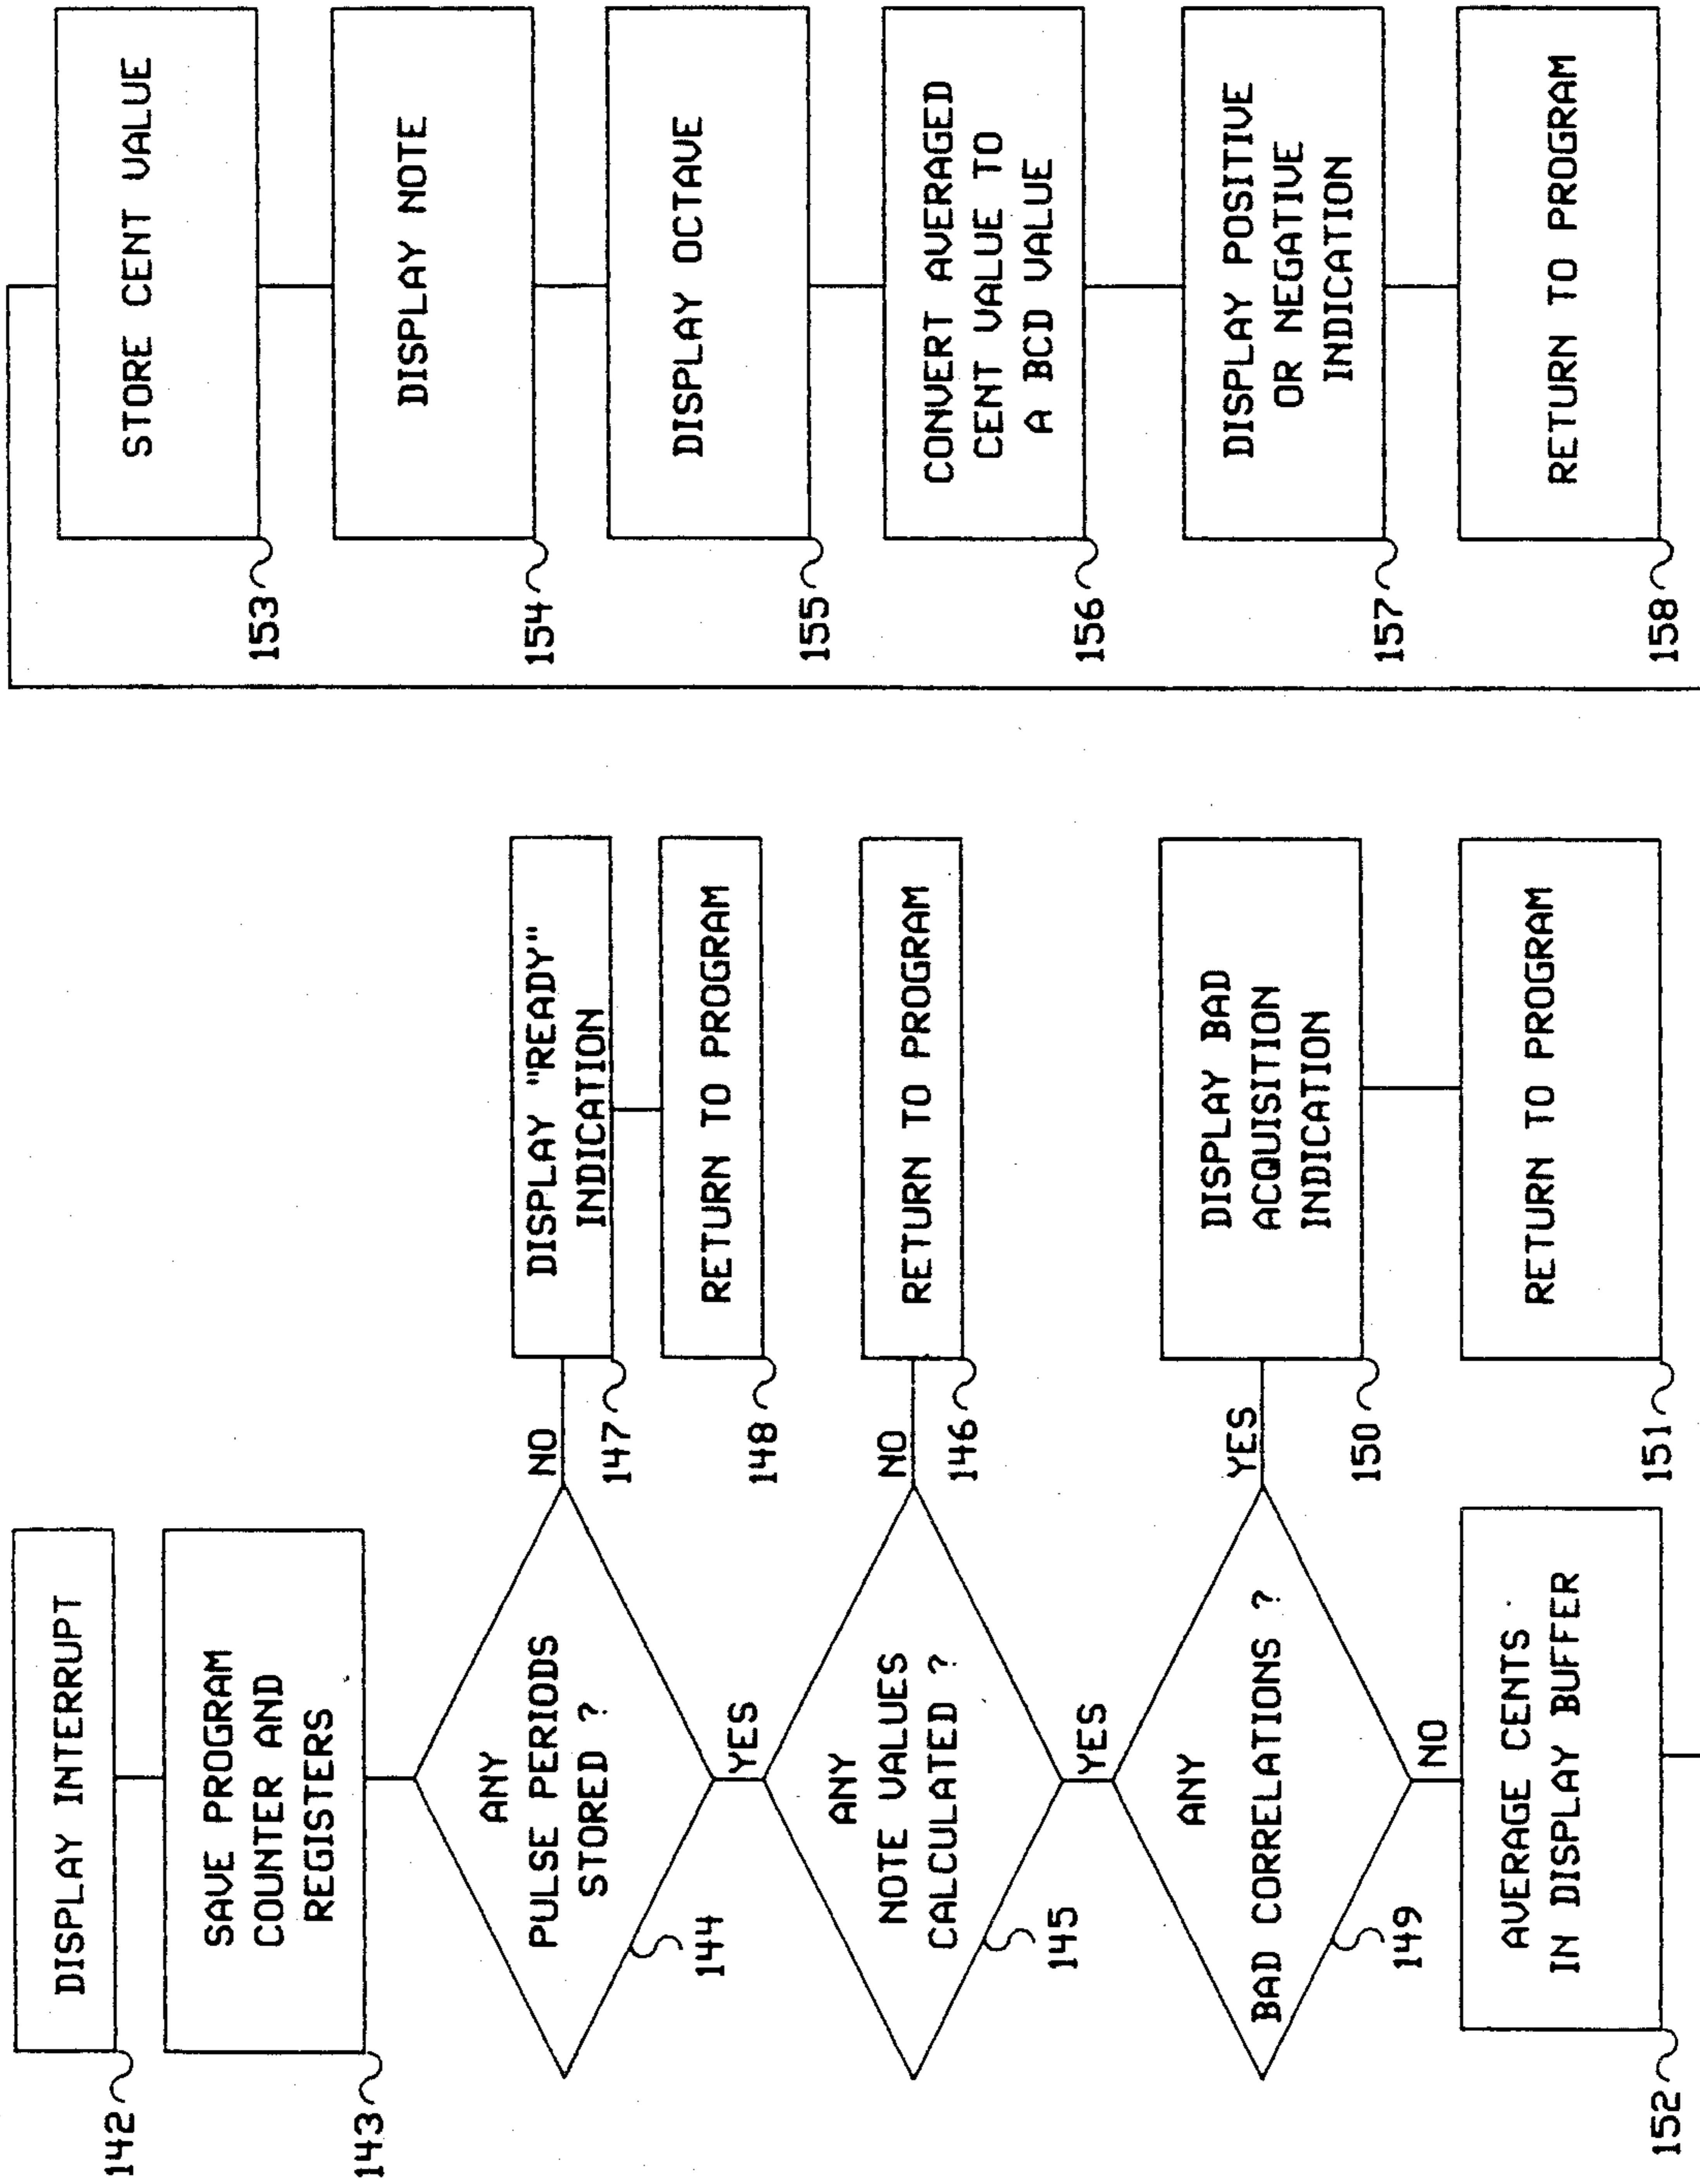 142
DISPLAY INTERRUPT
143
SAVE PROGRAM
COUNTER AND
REGISTERS
144
ANY
PULSE PERIODS
STORED ?
NO
147
DISPLAY "READY"
INDICATION
148
RETURN TO PROGRAM
YES
145
ANY
NOTE VALUES
CALCULATED ?
NO
146
RETURN TO PROGRAM
YES
149
ANY
BAD CORRELATIONS ?
YES
150
DISPLAY BAD
ACQUISITION
INDICATION
151
RETURN TO PROGRAM
NO
152
AVERAGE CENTS
IN DISPLAY BUFFER
153
STORE CENT VALUE
154
DISPLAY NOTE
155
DISPLAY OCTAVE
156
CONVERT AVERAGED
CENT VALUE TO
A BCD VALUE
157
DISPLAY POSITIVE
OR NEGATIVE
INDICATION
158
RETURN TO PROGRAM